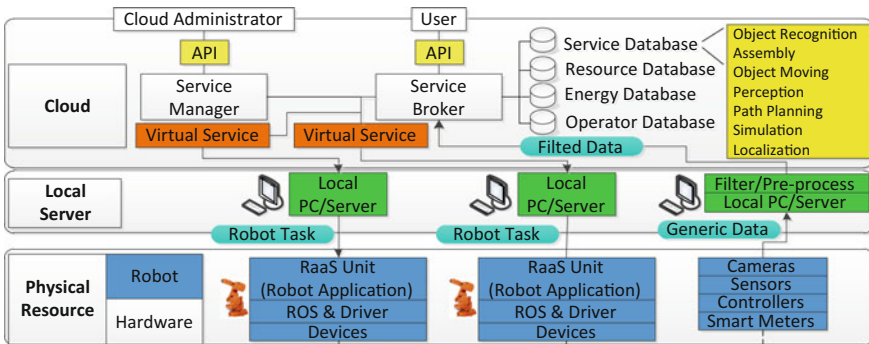 Cloud Administrator
User
API
API
Cloud
Service
Manager
Service
Broker
Virtual Service
Virtual Service
Service Database
Resource Database
Energy Database
Operator Database
Object Recognition
Assembly
Object Moving
Perception
Path Planning
Simulation
Localization
Filted Data
Local
Server
Local
PC/Server
Local
PC/Server
Filter/Pre-process
Local PC/Server
Robot Task
Robot Task
Generic Data
Physical
Resource
Robot
Hardware
RaaS Unit
(Robot Application)
ROS & Driver
Devices
RaaS Unit
(Robot Application)
ROS & Driver
Devices
Cameras
Sensors
Controllers
Smart Meters